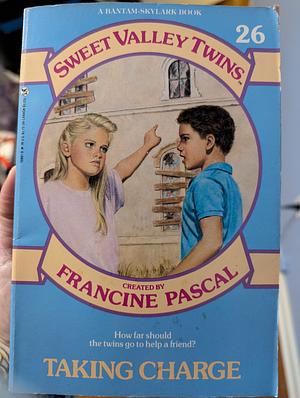 A BANTAM-SKYLARK BOOK
26
SWEET VALLEY TWINS
CREATED BY
FRANCINE PASCAL
How far should
the twins go to help a friend?
TAKING CHARGE